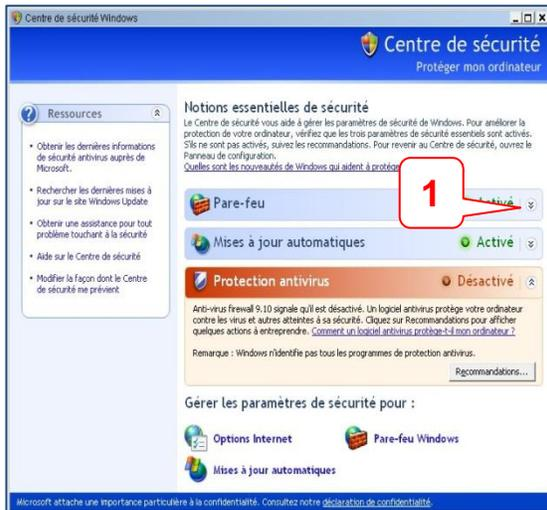 Centre de sécurité Windows
Centre de sécurité
Protéger mon ordinateur
Ressources
• Obtenir les dernières informations
de sécurité antivirus auprès de
Microsoft.
• Rechercher les dernières mises à
jour sur le site Windows Update
• Obtenir une assistance pour tout
problème touchant à la sécurité
• Aide sur le Centre de sécurité
• Modifier la façon dont le Centre
de sécurité me prévient
Notions essentielles de sécurité
Le Centre de sécurité vous aide à gérer les paramètres de sécurité de Windows. Pour améliorer la
protection de votre ordinateur, vérifiez que les trois paramètres de sécurité essentiels sont activés.
S'ils ne sont pas activés, suivez les recommandations. Pour revenir au Centre de sécurité, ouvrez le
Panneau de configuration.
Quelles sont les nouveautés de Windows qui aident à protége
1
Pare-feu
Mises à jour automatiques Activé
Protection antivirus Désactivé
Anti-virus firewall 9.10 signale qu'il est désactivé. Un logiciel antivirus protège votre ordinateur
contre les virus et autres atteintes à sa sécurité. Cliquez sur Recommandations pour afficher
quelques actions à entreprendre. Comment un logiciel antivirus protège-t-il mon ordinateur ?
Remarque : Windows n'identifie pas tous les programmes de protection antivirus.
Recommandations...
Gérer les paramètres de sécurité pour :
Options Internet Pare-feu Windows
Mises à jour automatiques
Microsoft attache une importance particulière à la confidentialité. Consultez notre déclaration de confidentialité.